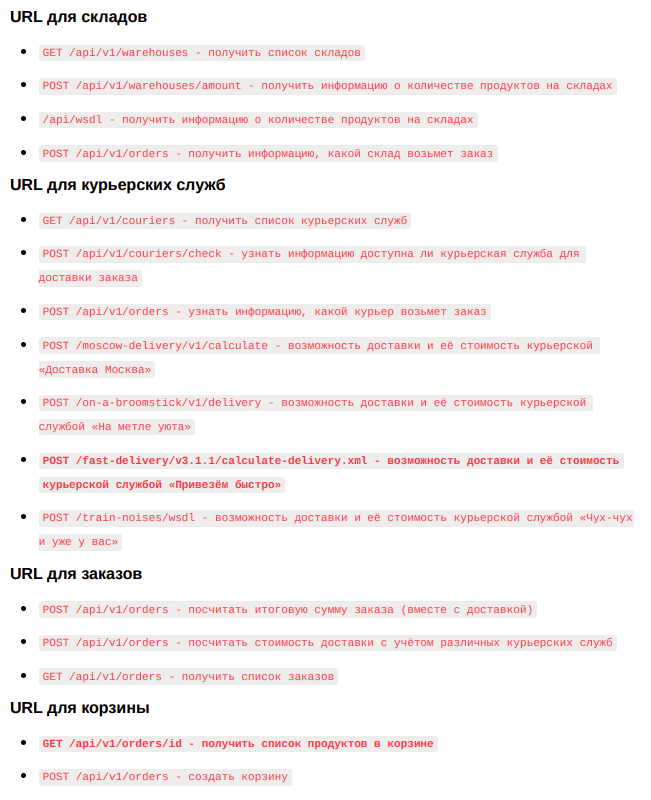 URL для складов
GET /api/v1/warehouses - получить список складов
POST /api/v1/warehouses/amount - получить информацию о количестве продуктов на складах
/api/wsdl - получить информацию о количестве продуктов на складах
POST /api/v1/orders - получить информацию, какой склад возьмет заказ
URL для курьерских служб
GET /api/v1/couriers - получить список курьерских служб
POST /api/v1/couriers/check - узнать информацию доступна ли курьерская служба для
доставки заказа
POST /api/v1/orders - узнать информацию, какой курьер возьмет заказ
POST /moscow-delivery/v1/calculate - возможность доставки и её стоимость курьерской
«Доставка Москва»
POST /on-a-broomstick/v1/delivery - возможность доставки и её стоимость курьерской
службой «На метле уюта»
POST /fast-delivery/v3.1.1/calculate-delivery.xml - возможность доставки и её стоимость
курьерской службой «Привезём быстро»
POST /train-noises/wsdl - возможность доставки и её стоимость курьерской службой «Чух-чух
и уже у вас»
URL для заказов
POST /api/v1/orders - посчитать итоговую сумму заказа (вместе с доставкой)
POST /api/v1/orders - посчитать стоимость доставки с учётом различных курьерских служб
GET /api/v1/orders - получить список заказов
URL для корзины
GET /api/v1/orders/id - получить список продуктов в корзине
POST /api/v1/orders - создать корзину